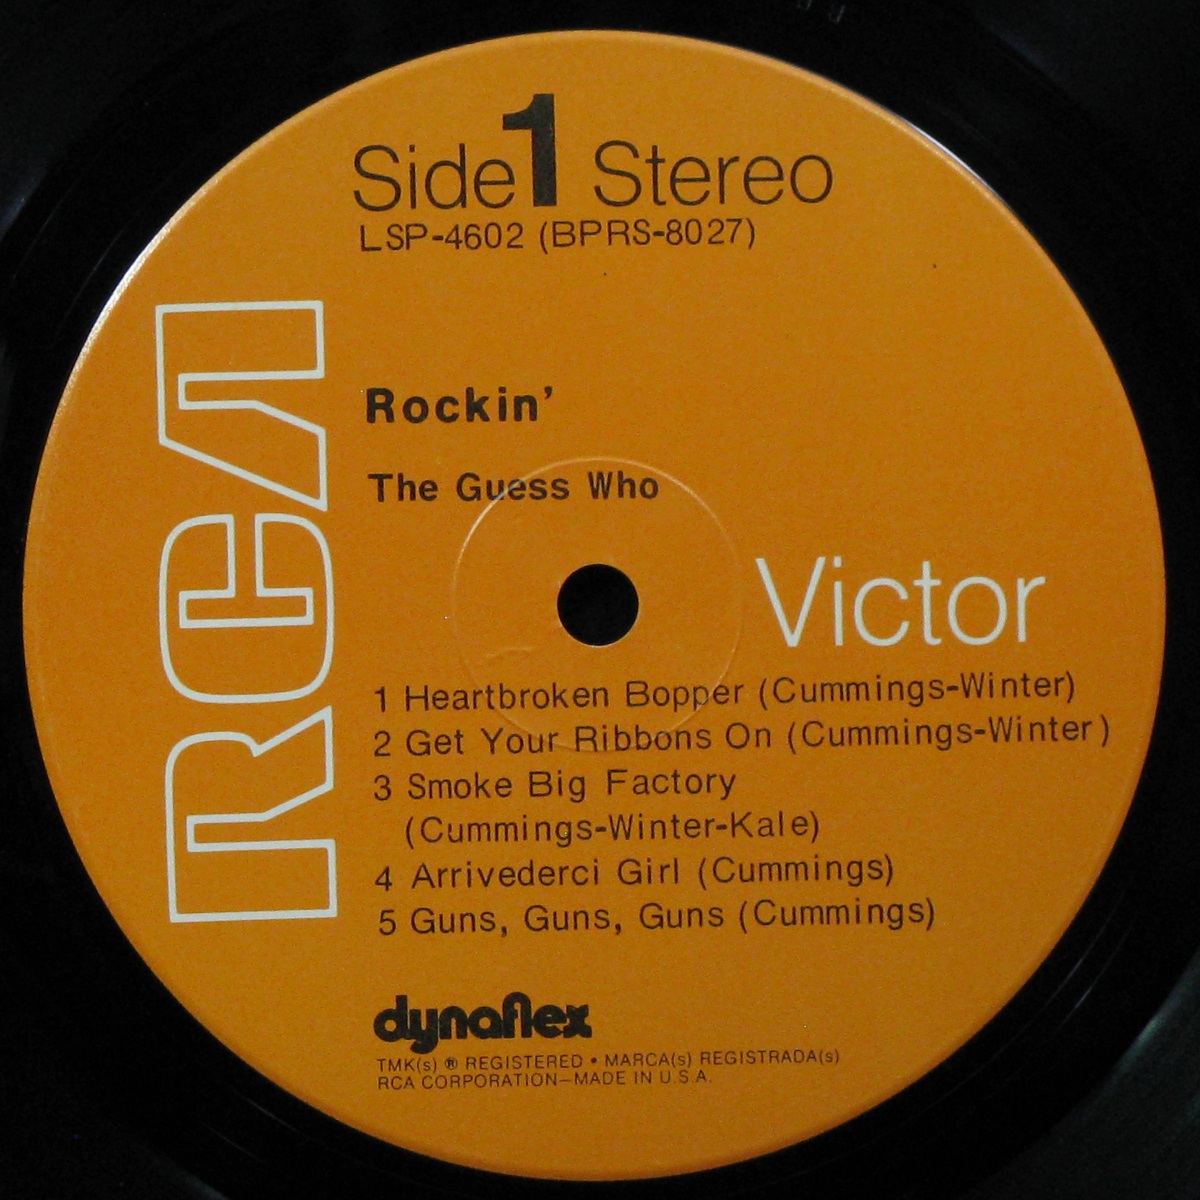 Side 1 Stereo
LSP-4602 (BPRS-8027)
RCA
Rockin'
The Guess Who
Victor
1 Heartbroken Bopper (Cummings-Winter)
2 Get Your Ribbons On (Cummings-Winter)
3 Smoke Big Factory
(Cummings-Winter-Kale)
4 Arrivederci Girl (Cummings)
5 Guns, Guns, Guns (Cummings)
dynaflex
TMK(s) ® REGISTERED • MARCA(s) REGISTRADA(s)
RCA CORPORATION—MADE IN U.S.A.